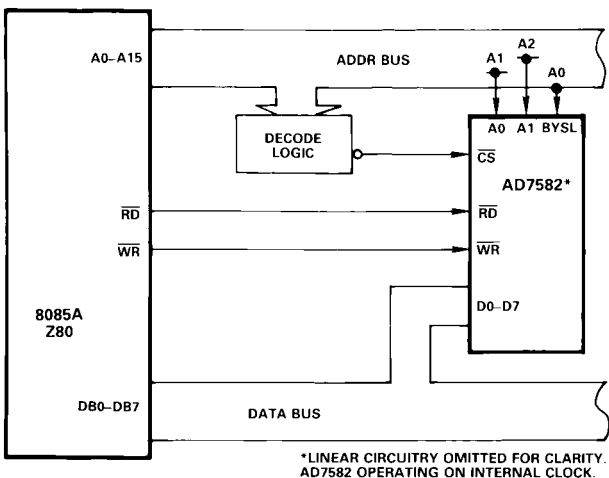 A0–A15
ADDR BUS
A1
A2
A0
DECODE
LOGIC
A0 A1 BYSL
CS
AD7582*
RD
RD
WR
WR
8085A
Z80
D0–D7
DB0–DB7
DATA BUS
*LINEAR CIRCUITRY OMITTED FOR CLARITY.
AD7582 OPERATING ON INTERNAL CLOCK.